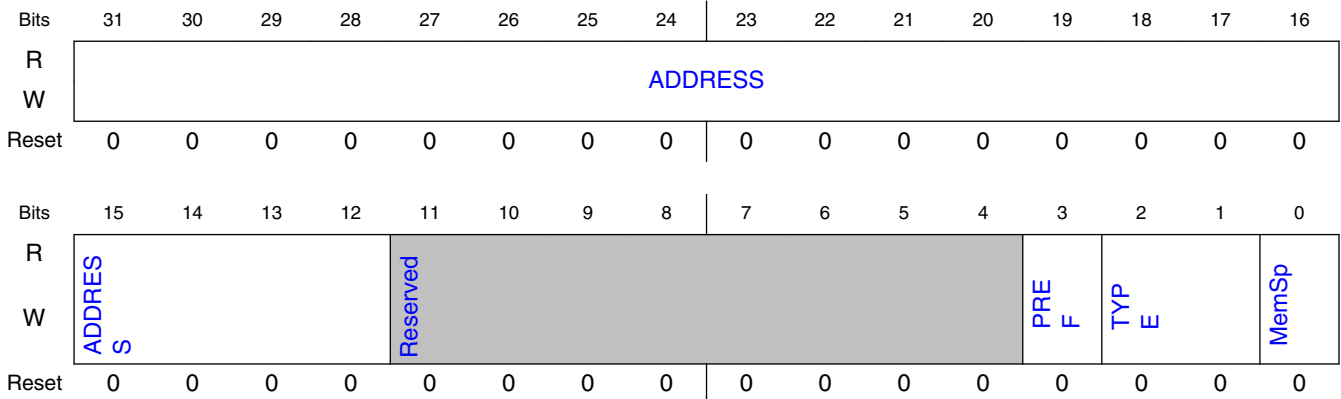 Bits 31 30 29 28 27 26 25 24 23 22 21 20 19 18 17 16
R
ADDRESS
W
Reset 0 0 0 0 0 0 0 0 0 0 0 0 0 0 0 0
Bits 15 14 13 12 11 10 9 8 7 6 5 4 3 2 1 0
R
W
ADDRES
S
Reserved
PRE
F
TYP
E
MemSp
Reset 0 0 0 0 0 0 0 0 0 0 0 0 0 0 0 0